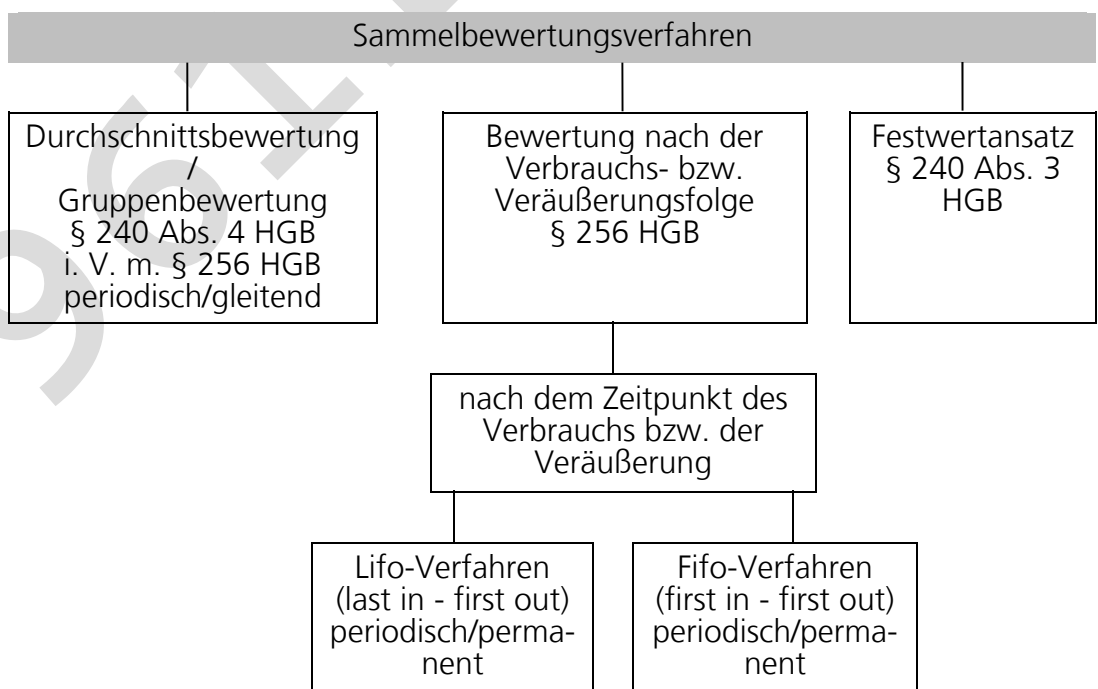 Sammelbewertungsverfahren
Durchschnittsbewertung
/
Gruppenbewertung
§ 240 Abs. 4 HGB
i. V. m. § 256 HGB
periodisch/gleitend
Bewertung nach der
Verbrauchs- bzw.
Veräußerungsfolge
§ 256 HGB
Festwertansatz
§ 240 Abs. 3
HGB
nach dem Zeitpunkt des
Verbrauchs bzw. der
Veräußerung
Lifo-Verfahren
(last in - first out)
periodisch/perma-
nent
Fifo-Verfahren
(first in - first out)
periodisch/perma-
nent